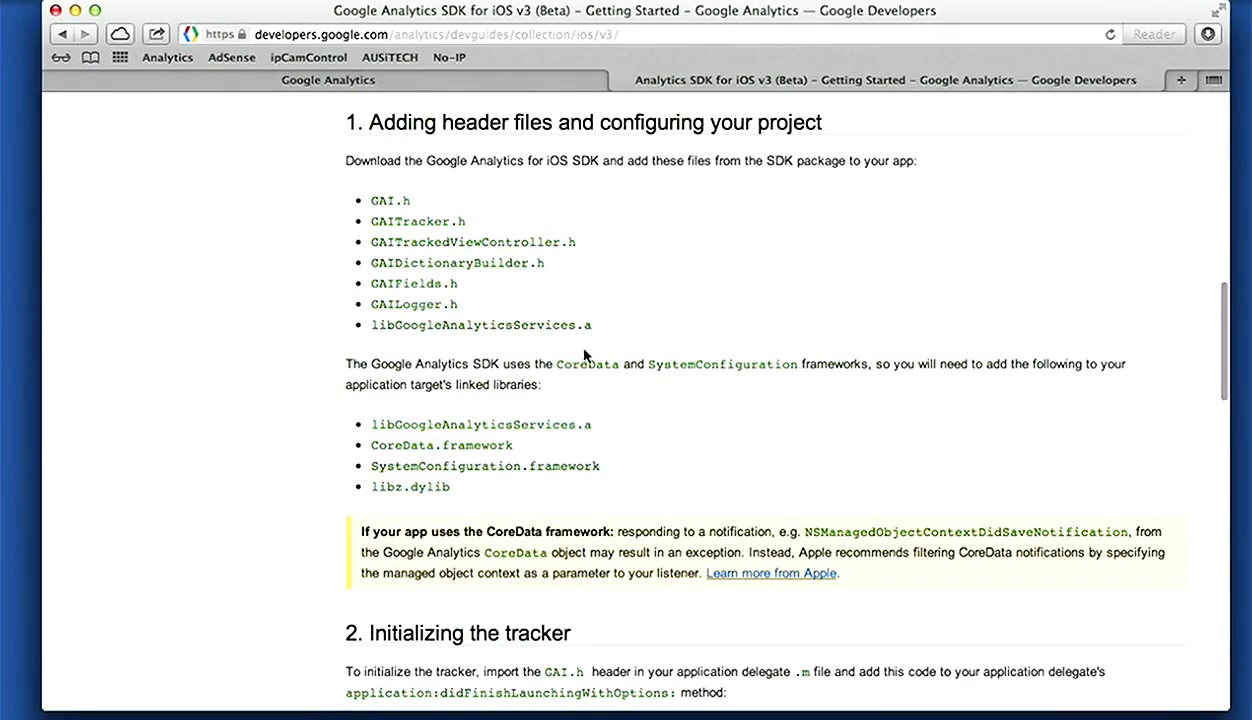 Google Analytics SDK for iOS v3 (Beta) – Getting Started – Google Analytics — Google Developers
https developers.google.com/analytics/devguides/collection/ios/v3/ Reader
Analytics AdSense ipCamControl AUSiTECH No-IP
Google Analytics Analytics SDK for iOS v3 (Beta) – Getting Started – Google Analytics — Google Developers +
1. Adding header files and configuring your project
Download the Google Analytics for iOS SDK and add these files from the SDK package to your app:
• GAI.h
• GAITracker.h
• GAITrackedViewController.h
• GAIDictionaryBuilder.h
• GAIFields.h
• GAILogger.h
• libGoogleAnalyticsServices.a
The Google Analytics SDK uses the CoreData and SystemConfiguration frameworks, so you will need to add the following to your
application target's linked libraries:
• libGoogleAnalyticsServices.a
• CoreData.framework
• SystemConfiguration.framework
• libz.dylib
If your app uses the CoreData framework: responding to a notification, e.g. NSManagedObjectContextDidSaveNotification, from
the Google Analytics CoreData object may result in an exception. Instead, Apple recommends filtering CoreData notifications by specifying
the managed object context as a parameter to your listener. Learn more from Apple.
2. Initializing the tracker
To initialize the tracker, import the GAI.h header in your application delegate .m file and add this code to your application delegate's
application:didFinishLaunchingWithOptions: method: